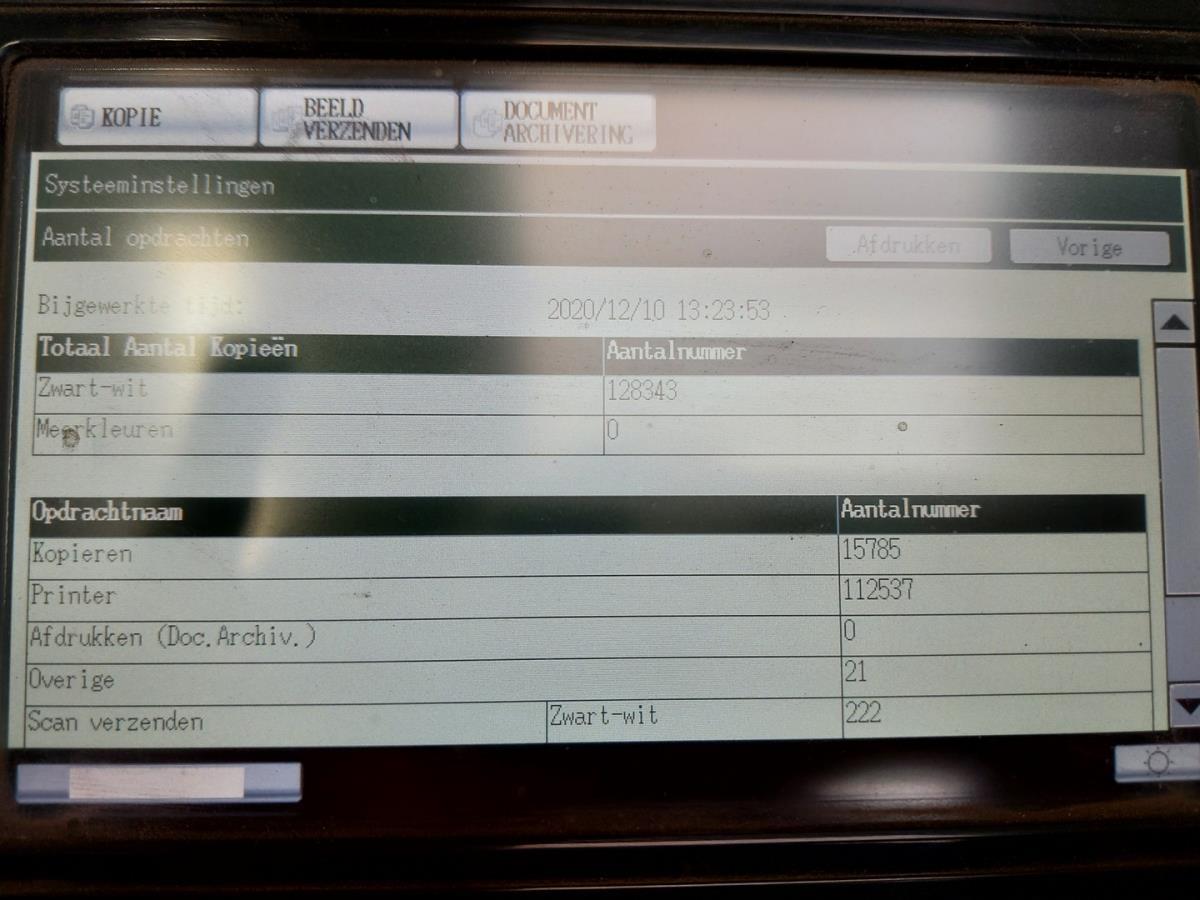 KOPIE
BEELD
VERZENDEN
DOCUMENT
ARCHIVERING
Systeeminstellingen
Aantal opdrachten
Afdrukken
Vorige
Bijgewerkte tijd: 2020/12/10 13:23:53
Totaal Aantal Kopieën Aantalnummer
Zwart-wit 128343
Meerkleuren 0
Opdrachtnaam Aantalnummer
Kopieren 15785
Printer 112537
Afdrukken (Doc.Archiv.) 0
Overige 21
Scan verzenden Zwart-wit 222